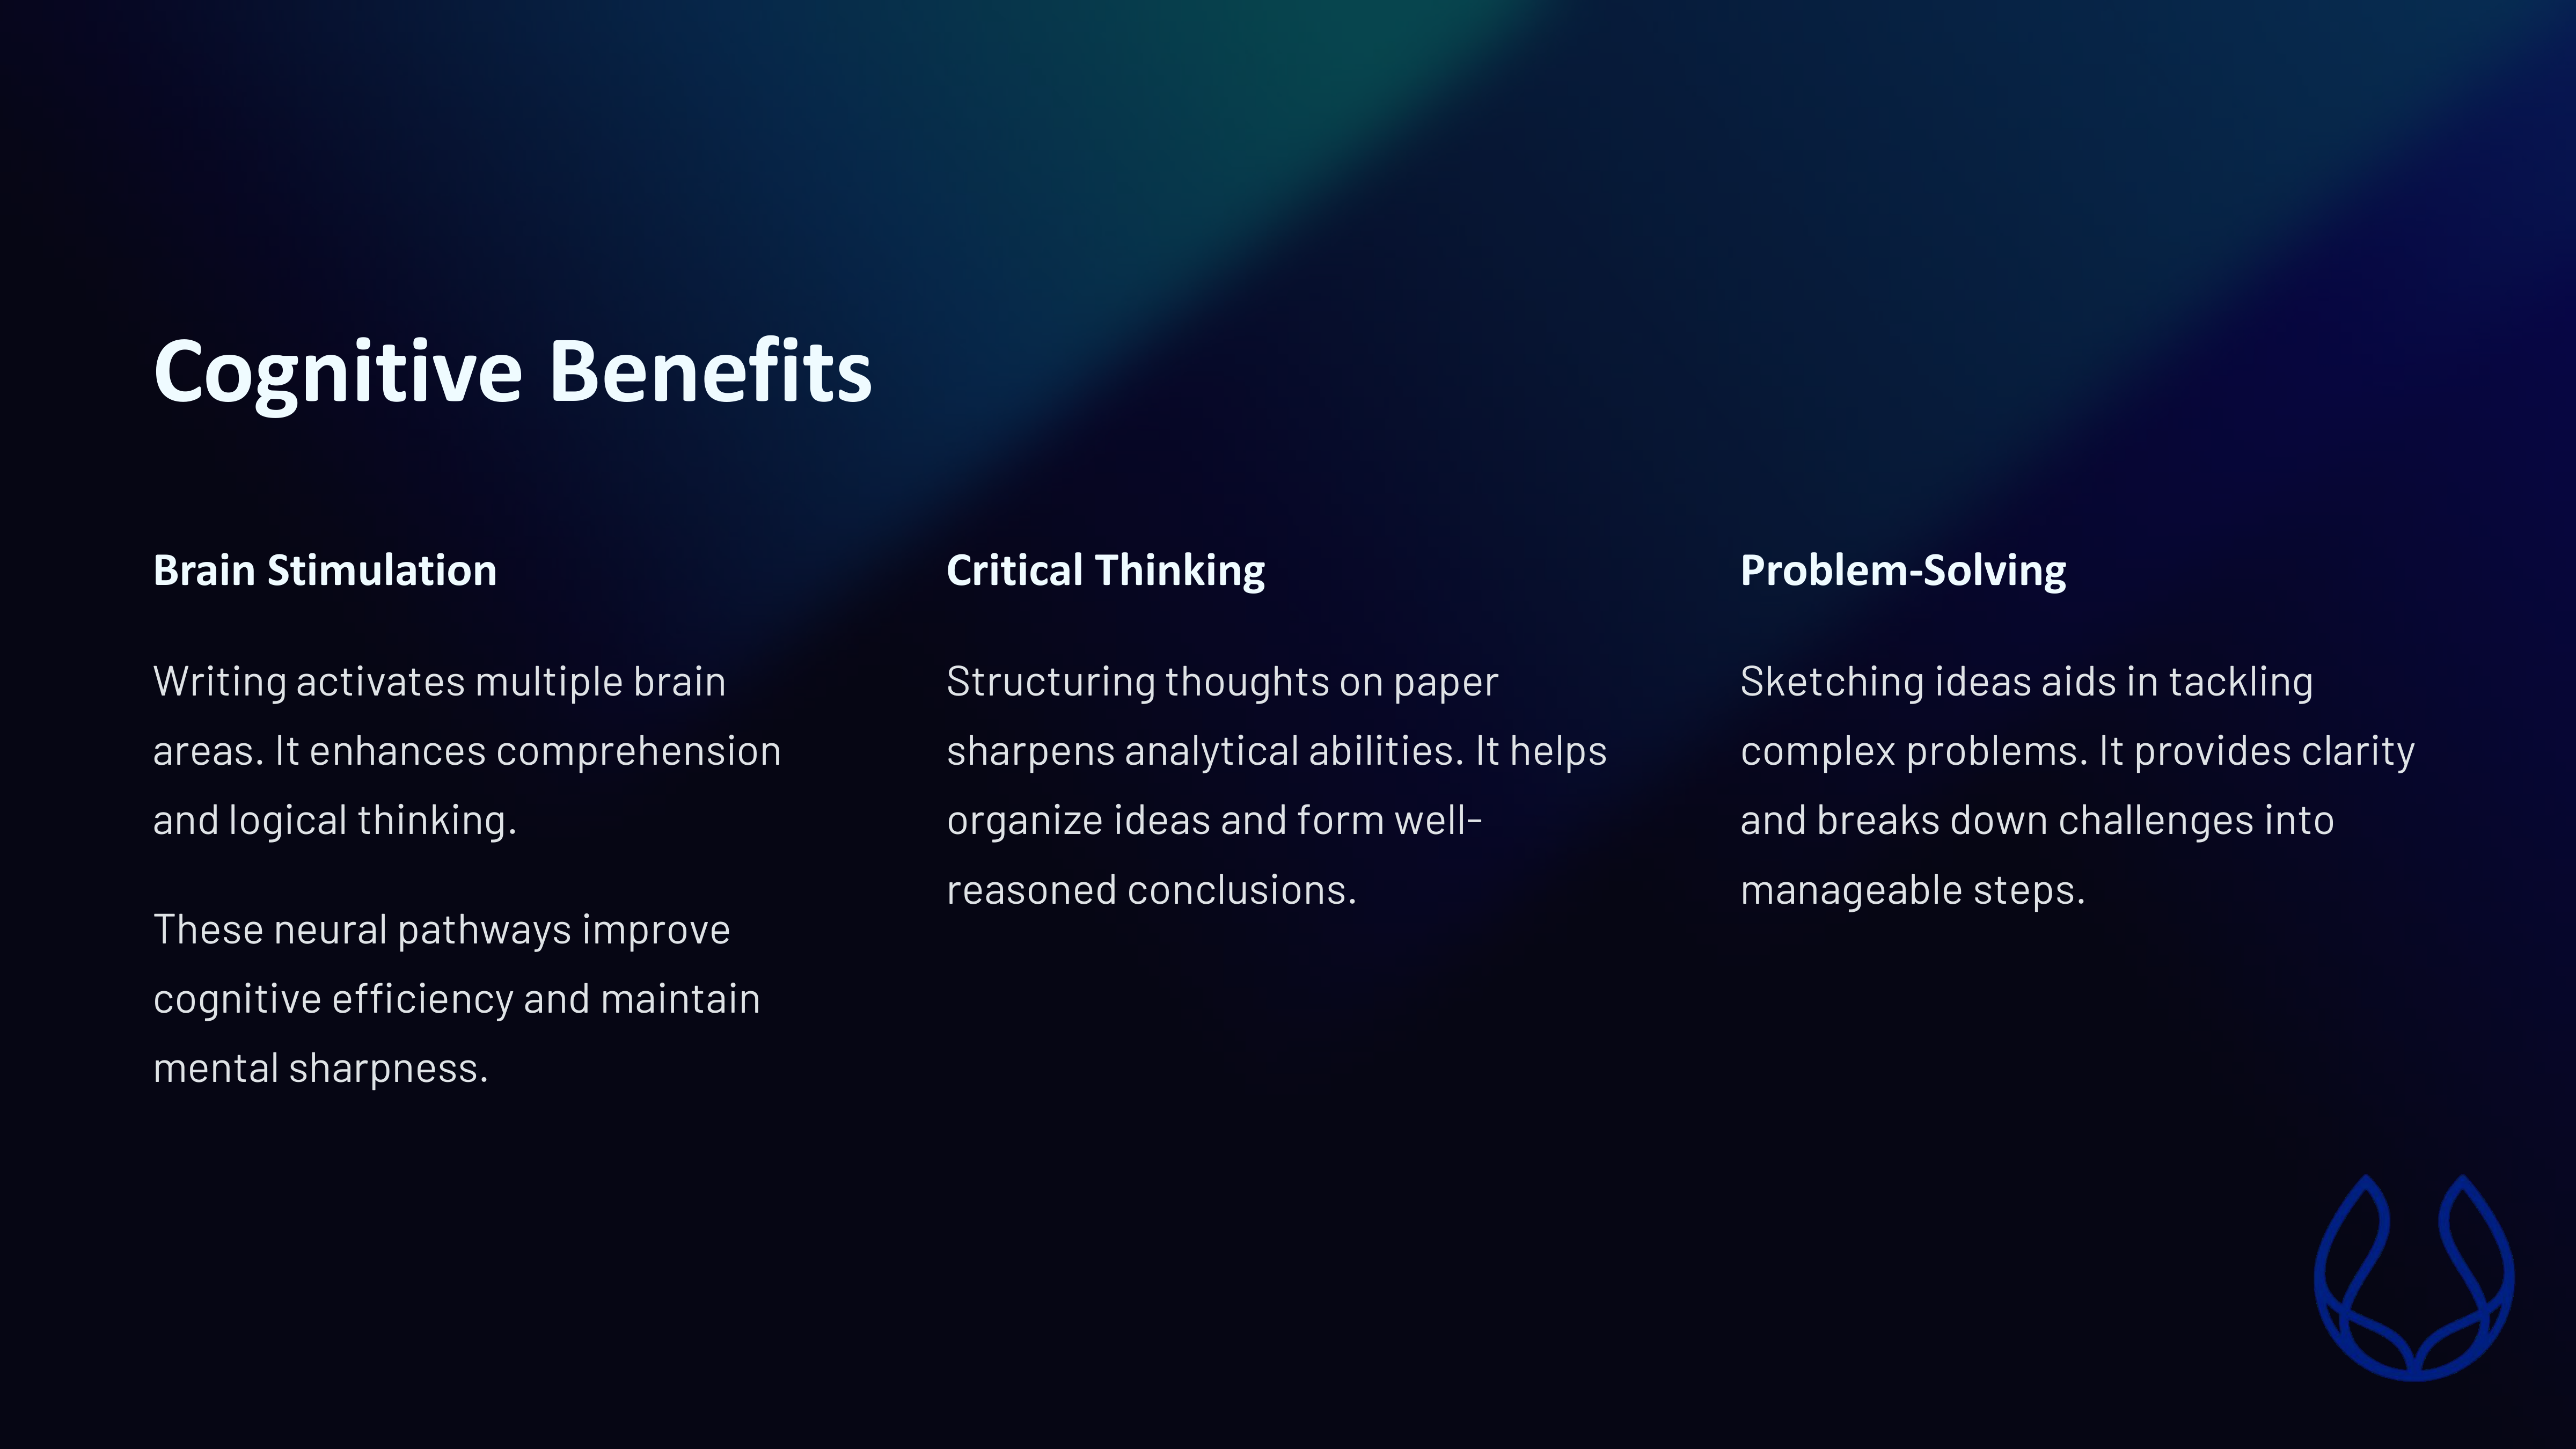 Cognitive Benefits
Brain Stimulation
Writing activates multiple brain
areas. It enhances comprehension
and logical thinking.
These neural pathways improve
cognitive efficiency and maintain
mental sharpness.
Critical Thinking
Structuring thoughts on paper
sharpens analytical abilities. It helps
organize ideas and form well-
reasoned conclusions.
Problem-Solving
Sketching ideas aids in tackling
complex problems. It provides clarity
and breaks down challenges into
manageable steps.